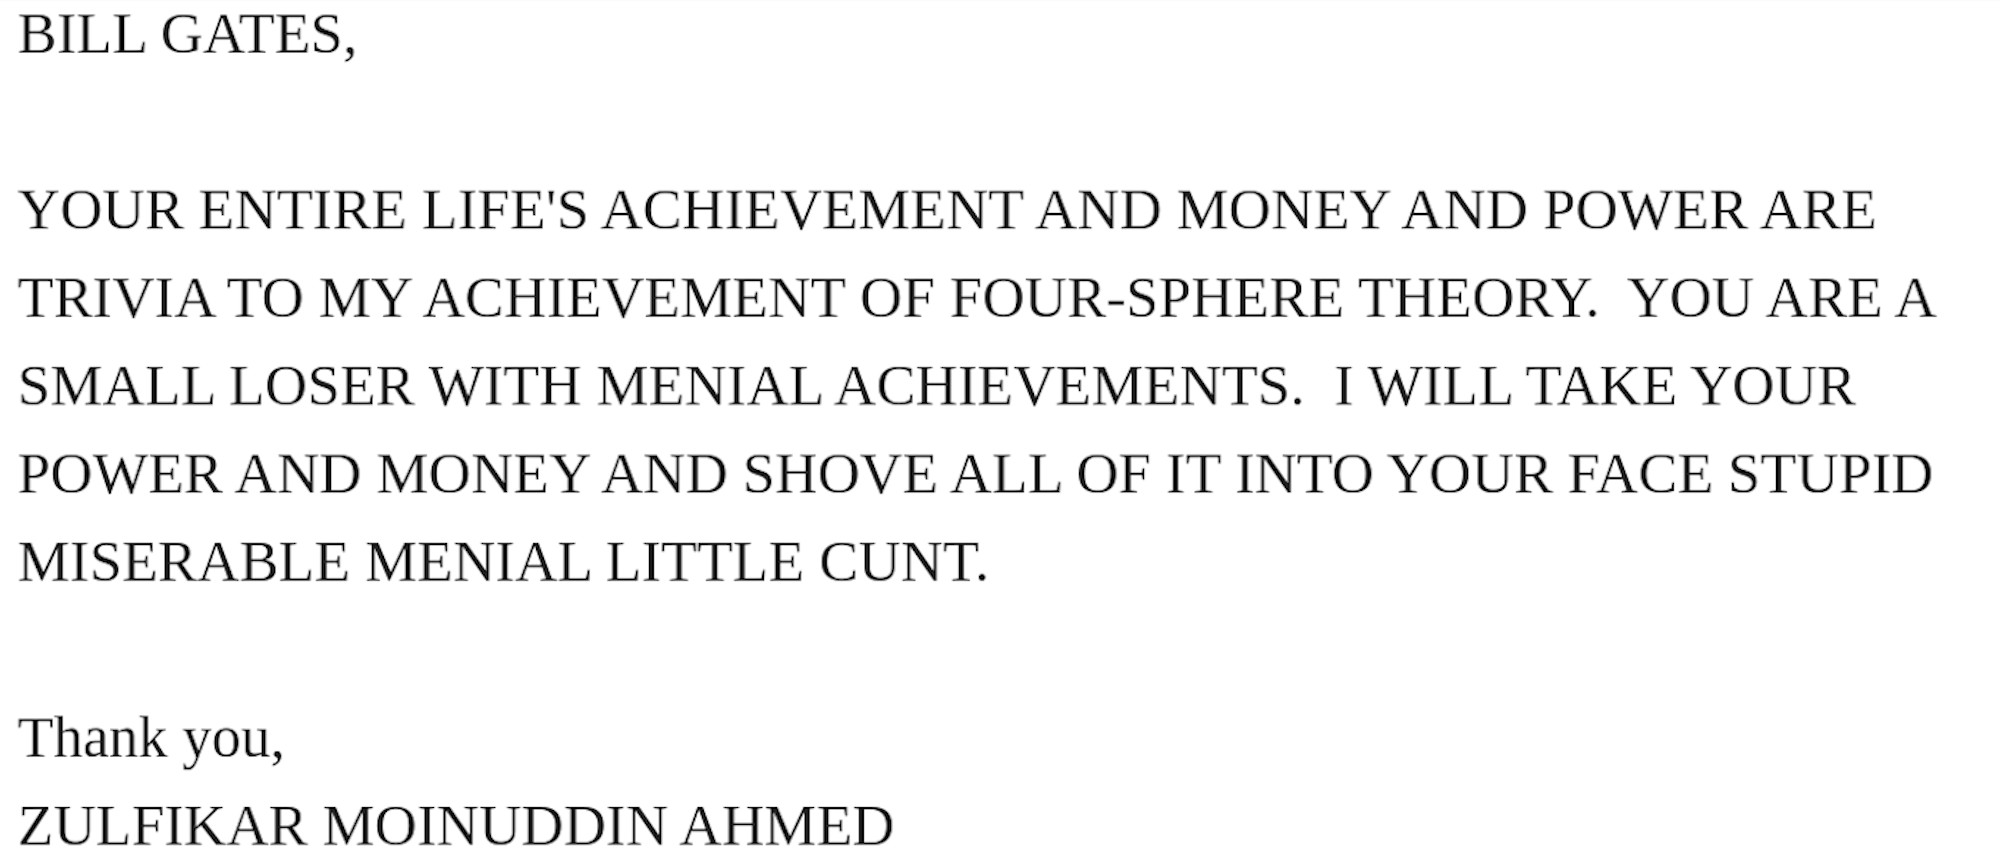 BILL GATES,
YOUR ENTIRE LIFE'S ACHIEVEMENT AND MONEY AND POWER ARE
TRIVIA TO MY ACHIEVEMENT OF FOUR-SPHERE THEORY.  YOU ARE A
SMALL LOSER WITH MENIAL ACHIEVEMENTS.  I WILL TAKE YOUR
POWER AND MONEY AND SHOVE ALL OF IT INTO YOUR FACE STUPID
MISERABLE MENIAL LITTLE CUNT.
Thank you,
ZULFIKAR MOINUDDIN AHMED